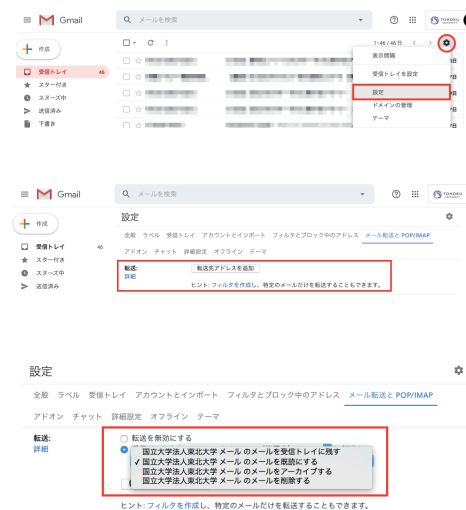 Gmail
メールを検索
TOHOKU
作成
1-46/46 行
受信トレイ 46
スター付き
スヌーズ中
送信済み
下書き
表示間隔
受信トレイを設定
設定
ドメインの管理
テーマ
Gmail
メールを検索
TOHOKU
作成
受信トレイ 46
スター付き
スヌーズ中
送信済み
設定
全般 ラベル 受信トレイ アカウントとインポート フィルタとブロック中のアドレス メール転送と POP/IMAP
アドオン チャット 詳細設定 オフライン テーマ
転送: 転送先アドレスを追加
詳細
ヒント: フィルタを作成し、特定のメールだけを転送することもできます。
設定
全般 ラベル 受信トレイ アカウントとインポート フィルタとブロック中のアドレス メール転送と POP/IMAP
アドオン チャット 詳細設定 オフライン テーマ
転送: 転送を無効にする
詳細
国立大学法人東北大学 メール のメールを受信トレイに残す
✓ 国立大学法人東北大学 メール のメールを既読にする
国立大学法人東北大学 メール のメールをアーカイブする
国立大学法人東北大学 メール のメールを削除する
ヒント: フィルタを作成し、特定のメールだけを転送することもできます。